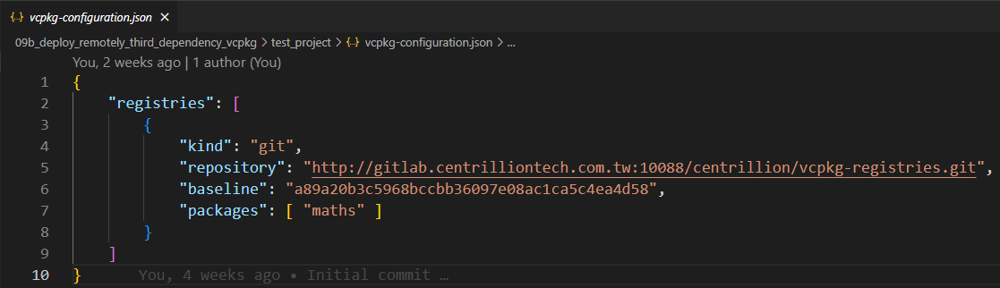 vcpkg-configuration.json ×
09b_deploy_remotely_third_dependency_vcpkg > test_project > vcpkg-configuration.json > ...
You, 2 weeks ago | 1 author (You)
1 {
2 "registries": [
3 {
4 "kind": "git",
5 "repository": "http://gitlab.centrilliontech.com.tw:10088/centrillion/vcpkg-registries.git",
6 "baseline": "a89a20b3c5968bccbb36097e08ac1ca5c4ea4d58",
7 "packages": [ "maths" ]
8 }
9 ]
10 } You, 4 weeks ago • Initial commit …